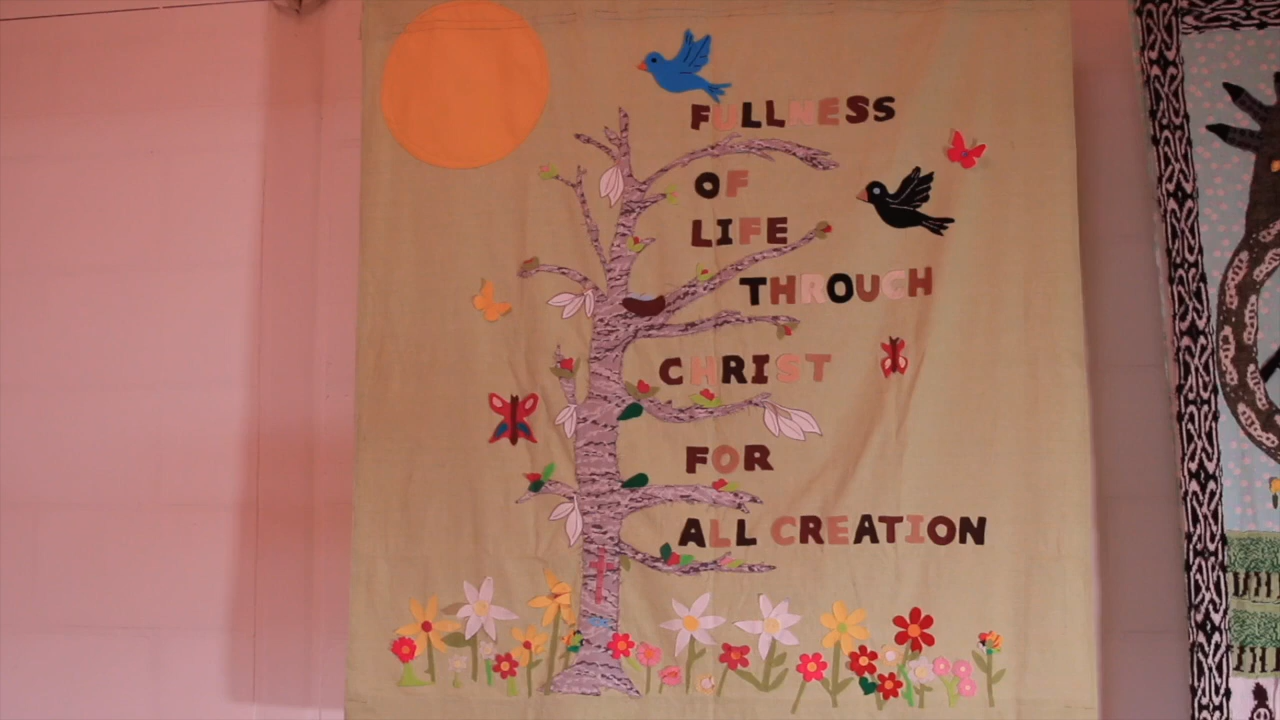 FULLNESS
OF
LIFE
THROUGH
CHRIST
FOR
ALL CREATION